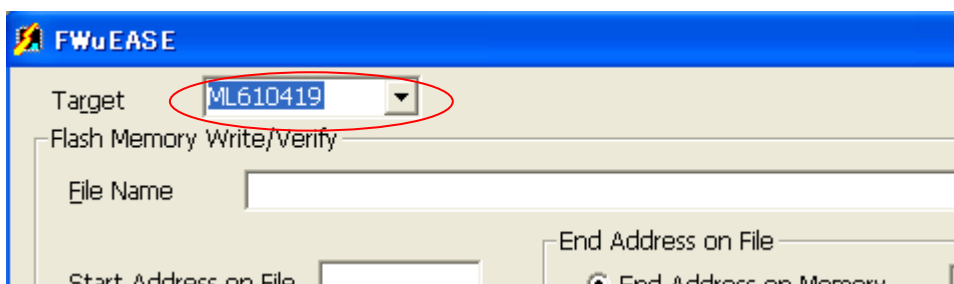 FWuEASE
Target ML610419
Flash Memory Write/Verify
File Name
End Address on File
Start Address on File
End Address on Memory